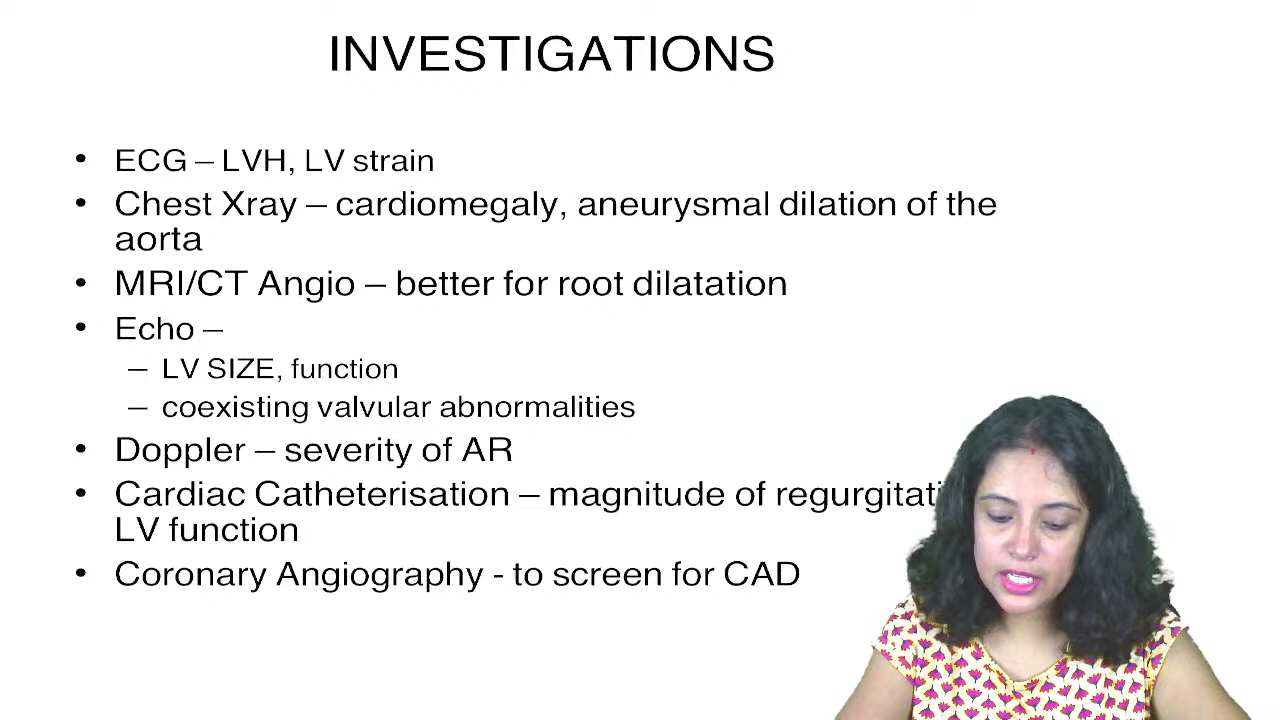 INVESTIGATIONS
• ECG – LVH, LV strain
• Chest Xray – cardiomegaly, aneurysmal dilation of the
aorta
• MRI/CT Angio – better for root dilatation
• Echo –
– LV SIZE, function
– coexisting valvular abnormalities
• Doppler – severity of AR
• Cardiac Catheterisation – magnitude of
LV function
• Coronary Angiography - to screen for CAD